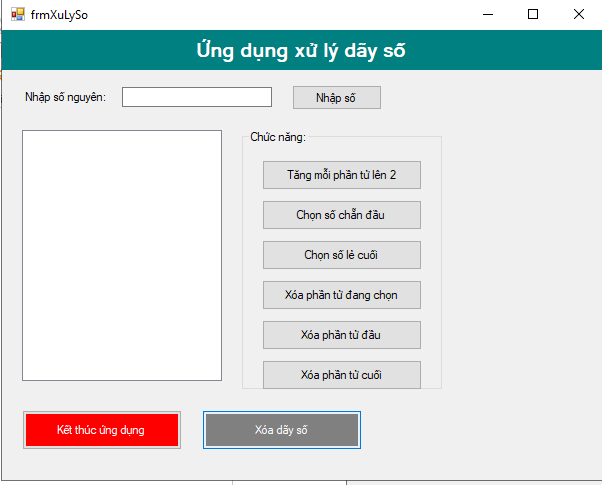 frmXuLySo
Ứng dụng xử lý dãy số
Nhập số nguyên:
Nhập số
Chức năng:
Tăng mỗi phần tử lên 2
Chọn số chẵn đầu
Chọn số lẻ cuối
Xóa phần tử đang chọn
Xóa phần tử đầu
Xóa phần tử cuối
Kết thúc ứng dụng
Xóa dãy số